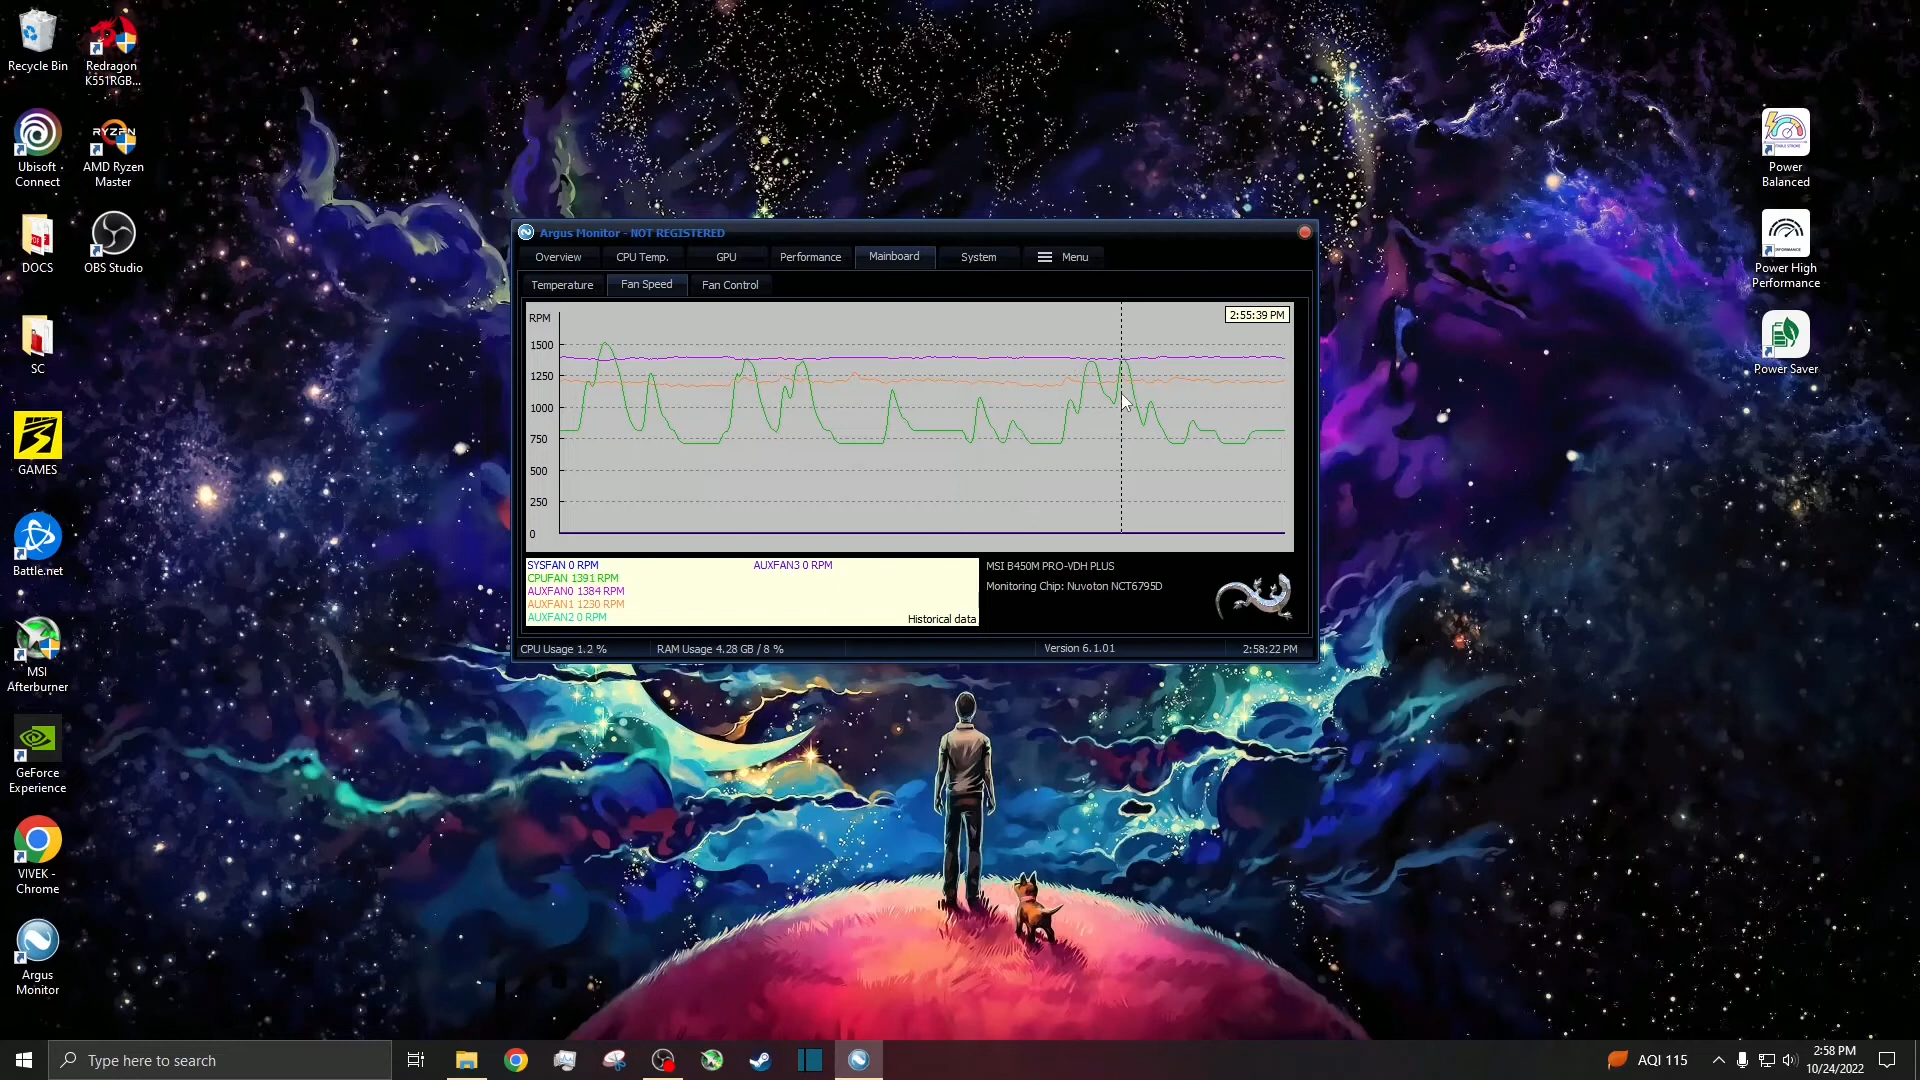 Recycle Bin
Redragon
K551RGB...
Ubisoft
Connect
RYZEN
AMD Ryzen
Master
DOCS
OBS Studio
SC
GAMES
Battle.net
MSI
Afterburner
GeForce
Experience
VIVEK -
Chrome
Argus
Monitor
Argus Monitor - NOT REGISTERED
Overview
CPU Temp.
GPU
Performance
Mainboard
System
Menu
Temperature
Fan Speed
Fan Control
RPM
2:55:39 PM
1500
1250
1000
750
500
250
0
SYSFAN 0 RPM
AUXFAN3 0 RPM
CPUFAN 1391 RPM
AUXFAN0 1384 RPM
AUXFAN1 1230 RPM
AUXFAN2 0 RPM
Historical data
MSI B450M PRO-VDH PLUS
Monitoring Chip: Nuvoton NCT6795D
CPU Usage 1.2 %
RAM Usage 4.28 GB / 8 %
Version 6.1.01
2:58:22 PM
Power
Balanced
Power High
Performance
Power Saver
Type here to search
AQI 115
2:58 PM
10/24/2022